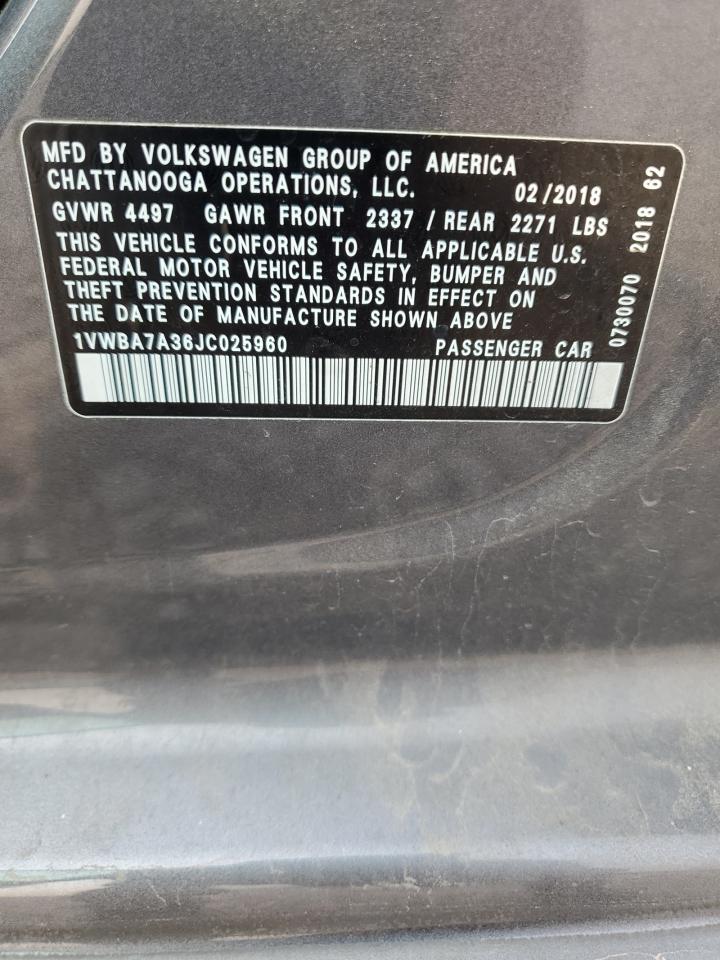 MFD BY VOLKSWAGEN GROUP OF AMERICA
CHATTANOOGA OPERATIONS, LLC. 02/2018
GVWR 4497 GAWR FRONT 2337 / REAR 2271 LBS
THIS VEHICLE CONFORMS TO ALL APPLICABLE U.S.
FEDERAL MOTOR VEHICLE SAFETY, BUMPER AND
THEFT PREVENTION STANDARDS IN EFFECT ON
THE DATE OF MANUFACTURE SHOWN ABOVE
1VWBA7A36JC025960 PASSENGER CAR
0730070 2018 62